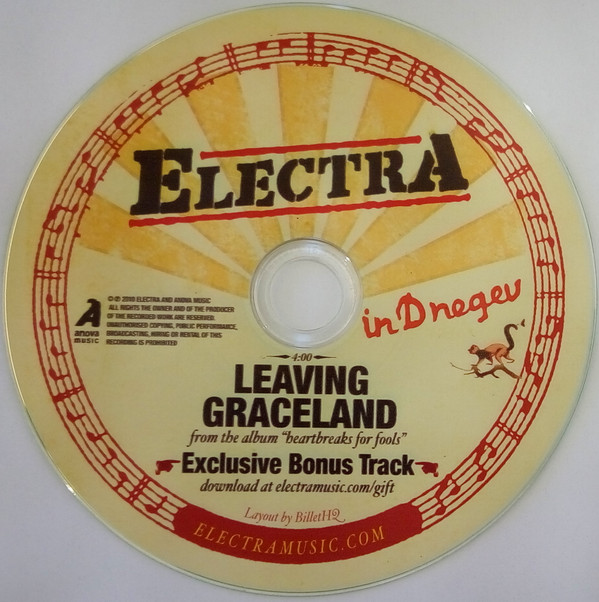 ELECTRA
in Dnegev
© ℗ 2008 ELECTRA AND ANOVA MUSIC
ALL RIGHTS THE OWNER AND OF THE PRODUCER
OF THE RECORDED WORK ARE RESERVED.
UNAUTHORISED COPYING, PUBLIC PERFORMANCE,
BROADCASTING, HIRING OR RENTAL OF THIS
RECORDING IS PROHIBITED
A
anova
music
4:00
LEAVING
GRACELAND
from the album "heartbreaks for fools"
Exclusive Bonus Track
download at electramusic.com/gift
Layout by BilletHQ
ELECTRAMUSIC.COM